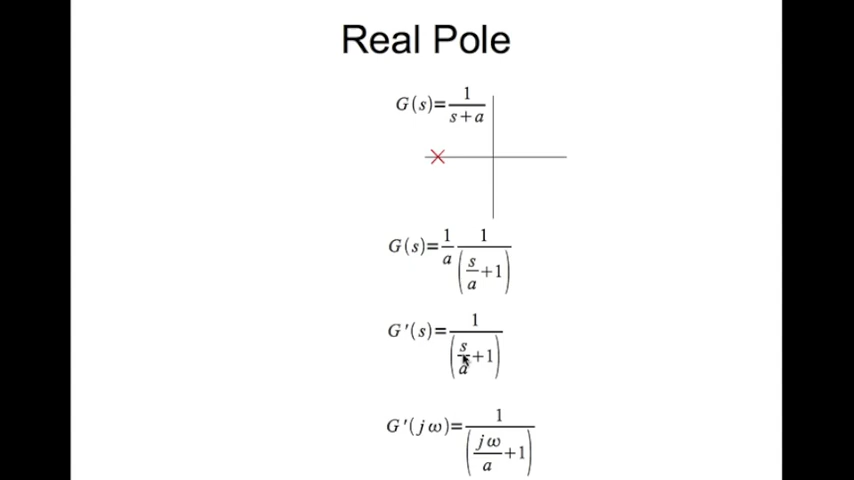 Real Pole
G(s)=1/(s+a)
G(s)=1/a 1/(s/a+1)
G'(s)=1/(s/a+1)
G'(jω)=1/(jω/a+1)